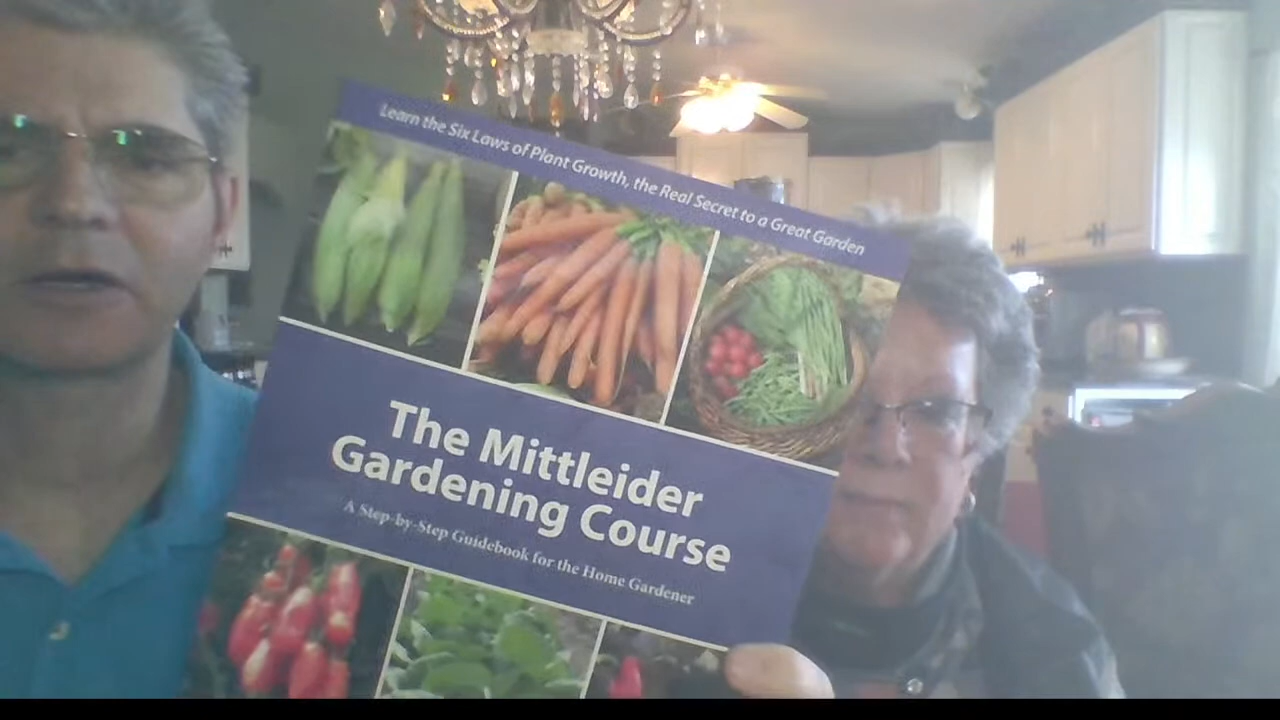 Learn the Six Laws of Plant Growth, the Real Secret to a Great Garden
The Mittleider
Gardening Course
A Step-by-Step Guidebook for the Home Gardener